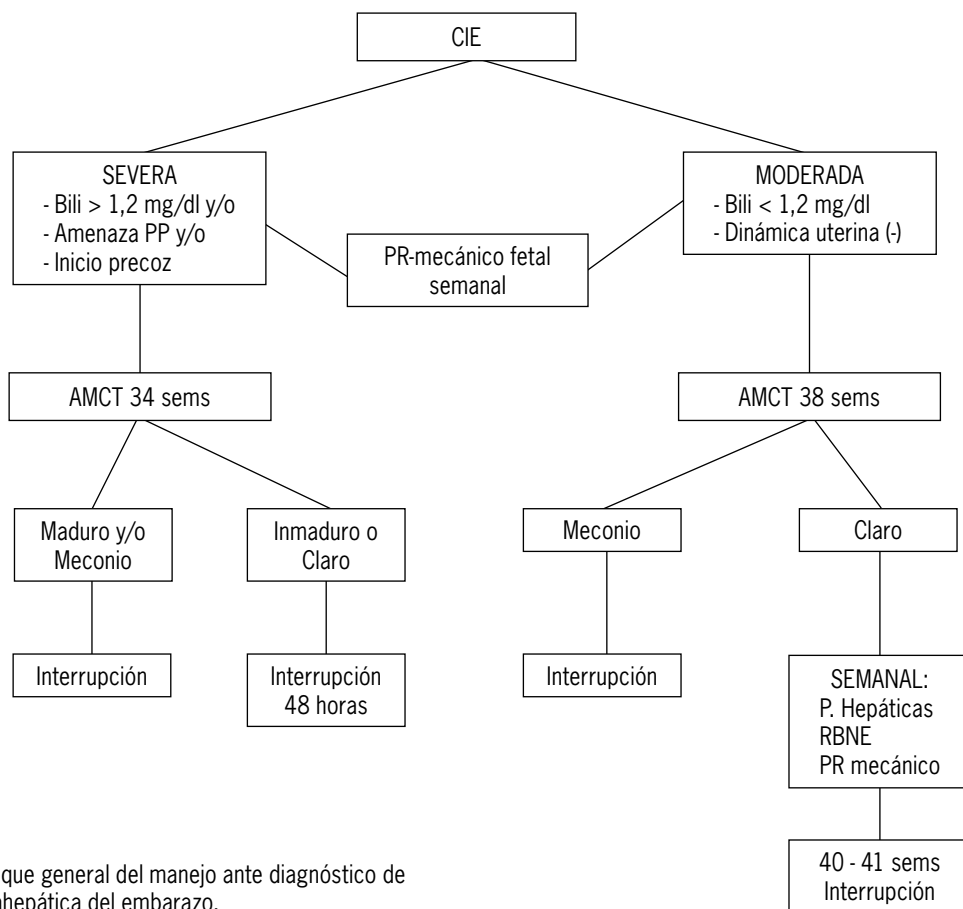 CIE
SEVERA
- Bili > 1,2 mg/dl y/o
- Amenaza PP y/o
- Inicio precoz
MODERADA
- Bili < 1,2 mg/dl
- Dinámica uterina (-)
PR-mecánico fetal
semanal
AMCT 34 sems
AMCT 38 sems
Maduro y/o
Meconio
Inmaduro o
Claro
Meconio
Claro
Interrupción
Interrupción
48 horas
Interrupción
SEMANAL:
P. Hepáticas
RBNE
PR mecánico
40 - 41 sems
Interrupción
que general del manejo ante diagnóstico de
ahepática del embarazo.